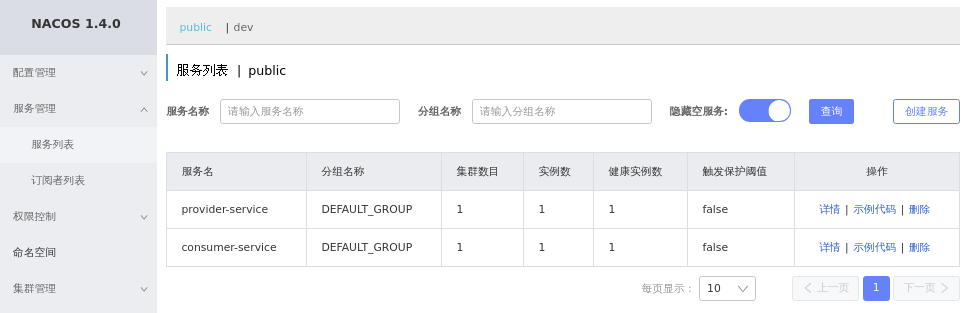 NACOS 1.4.0
配置管理
服务管理
服务列表
订阅者列表
权限控制
命名空间
集群管理
public | dev
服务列表 | public
服务名称 请输入服务名称 分组名称 请输入分组名称 隐藏空服务: 查询 创建服务
服务名 分组名称 集群数目 实例数 健康实例数 触发保护阈值 操作
provider-service DEFAULT_GROUP 1 1 1 false 详情 | 示例代码 | 删除
consumer-service DEFAULT_GROUP 1 1 1 false 详情 | 示例代码 | 删除
每页显示： 10 上一页 1 下一页